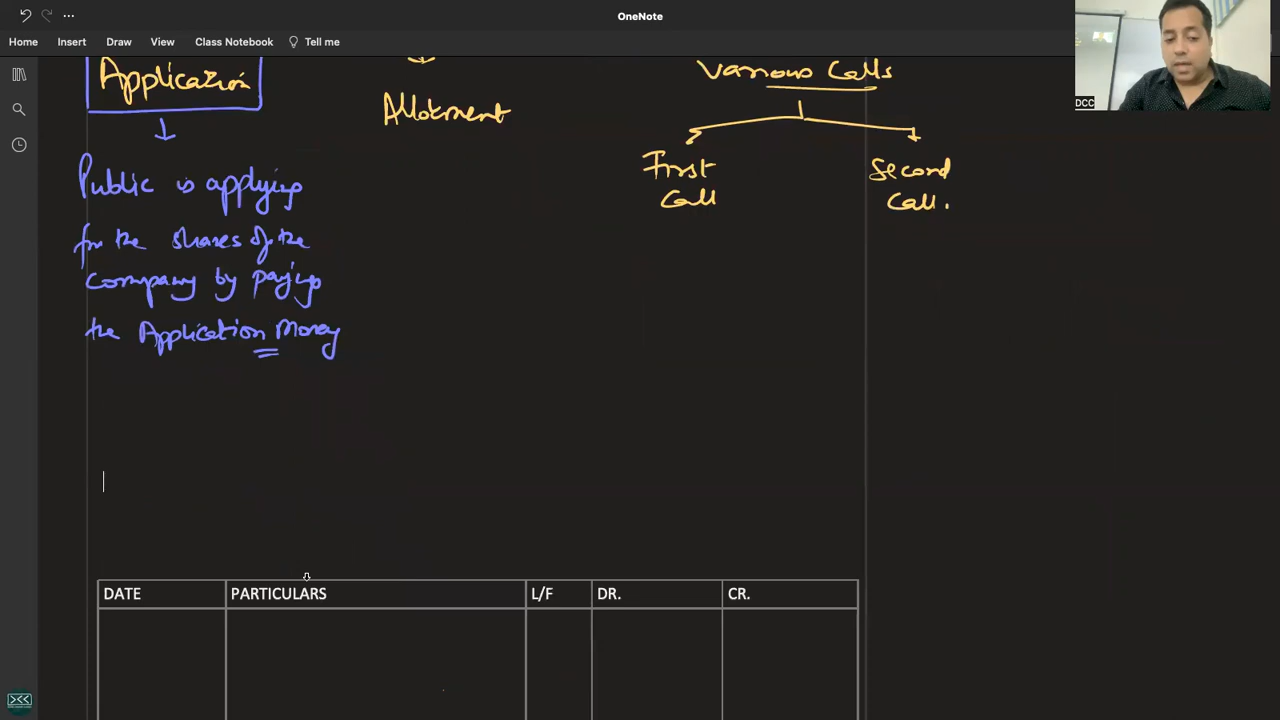 OneNote
Home Insert Draw View Class Notebook Tell me
DCC
Application
Allotment
Various Calls
First
Call
Second
Call.
Public is applying
for the shares of the
company by paying
the Application Money
DATE PARTICULARS L/F DR. CR.
DCC